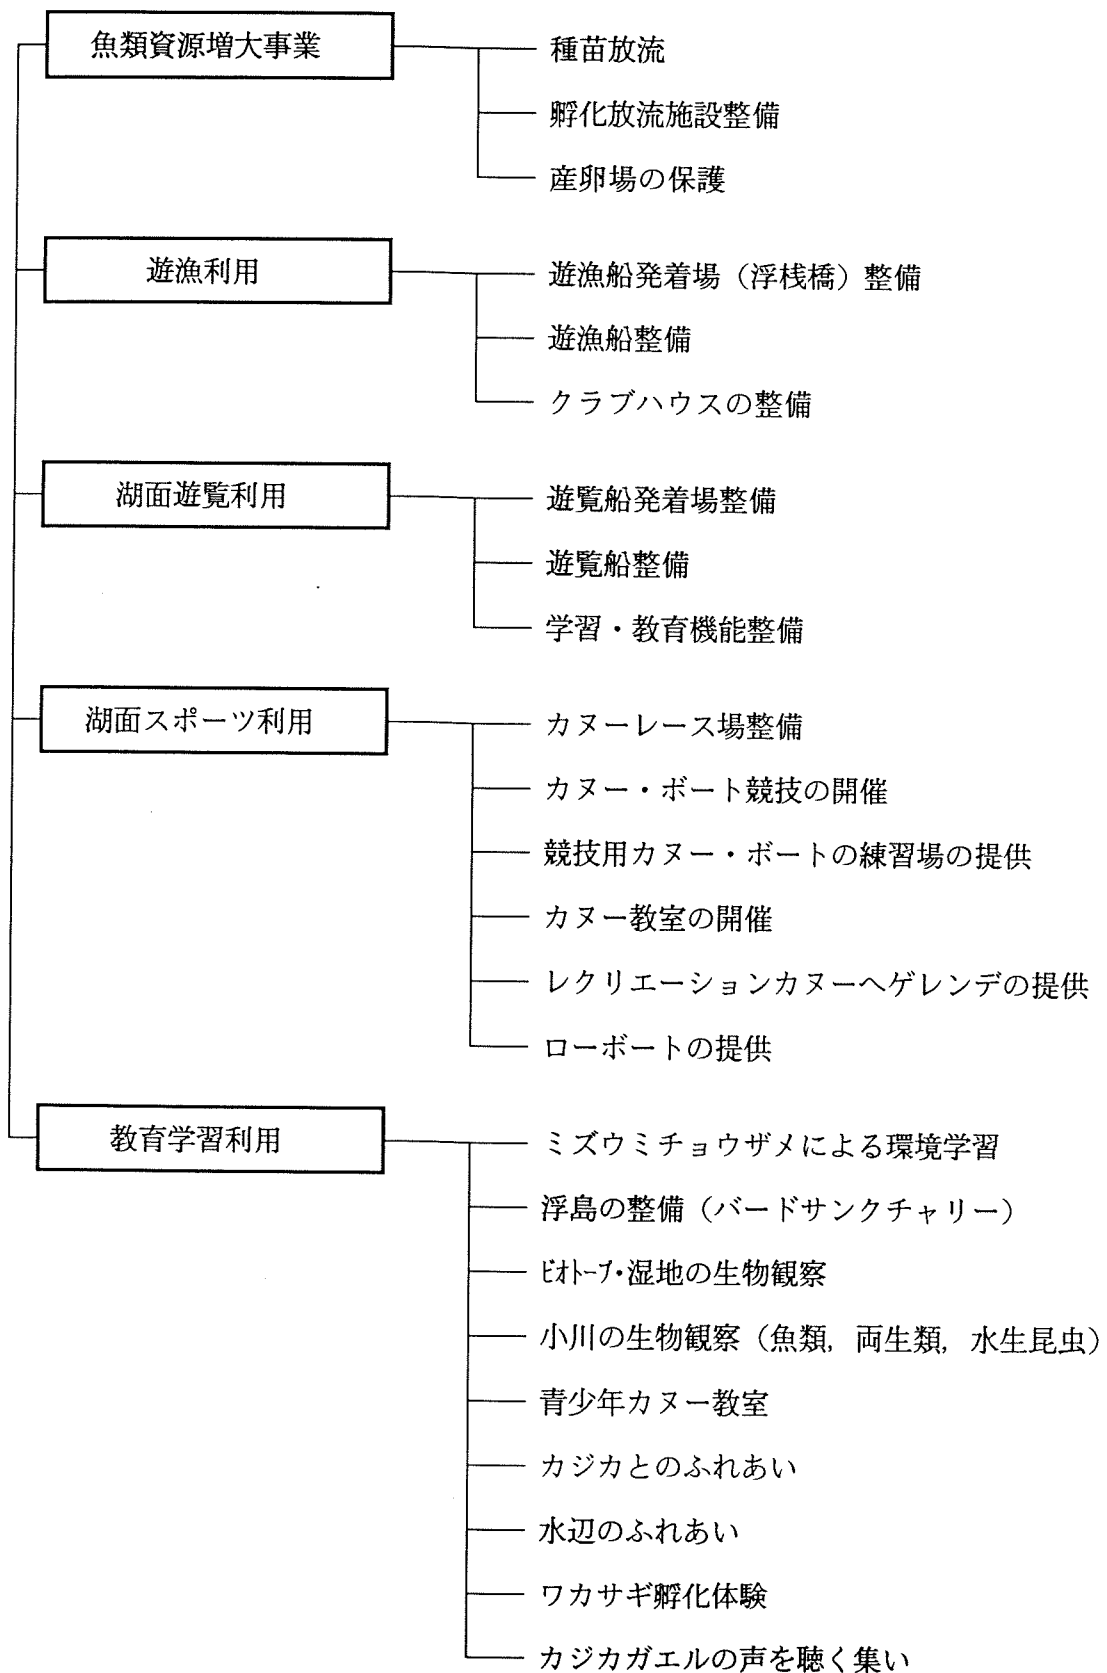 魚類資源増大事業
種苗放流
孵化放流施設整備
産卵場の保護
遊漁利用
遊漁船発着場（浮桟橋）整備
遊漁船整備
クラブハウスの整備
湖面遊覧利用
遊覧船発着場整備
遊覧船整備
学習・教育機能整備
湖面スポーツ利用
カヌーレース場整備
カヌー・ボート競技の開催
競技用カヌー・ボートの練習場の提供
カヌー教室の開催
レクリエーションカヌーへゲレンデの提供
ローボートの提供
教育学習利用
ミズウミチョウザメによる環境学習
浮島の整備（バードサンクチャリー）
ﾋﾞｵﾄｰﾌﾟ・湿地の生物観察
小川の生物観察（魚類，両生類，水生昆虫）
青少年カヌー教室
カジカとのふれあい
水辺のふれあい
ワカサギ孵化体験
カジカガエルの声を聴く集い